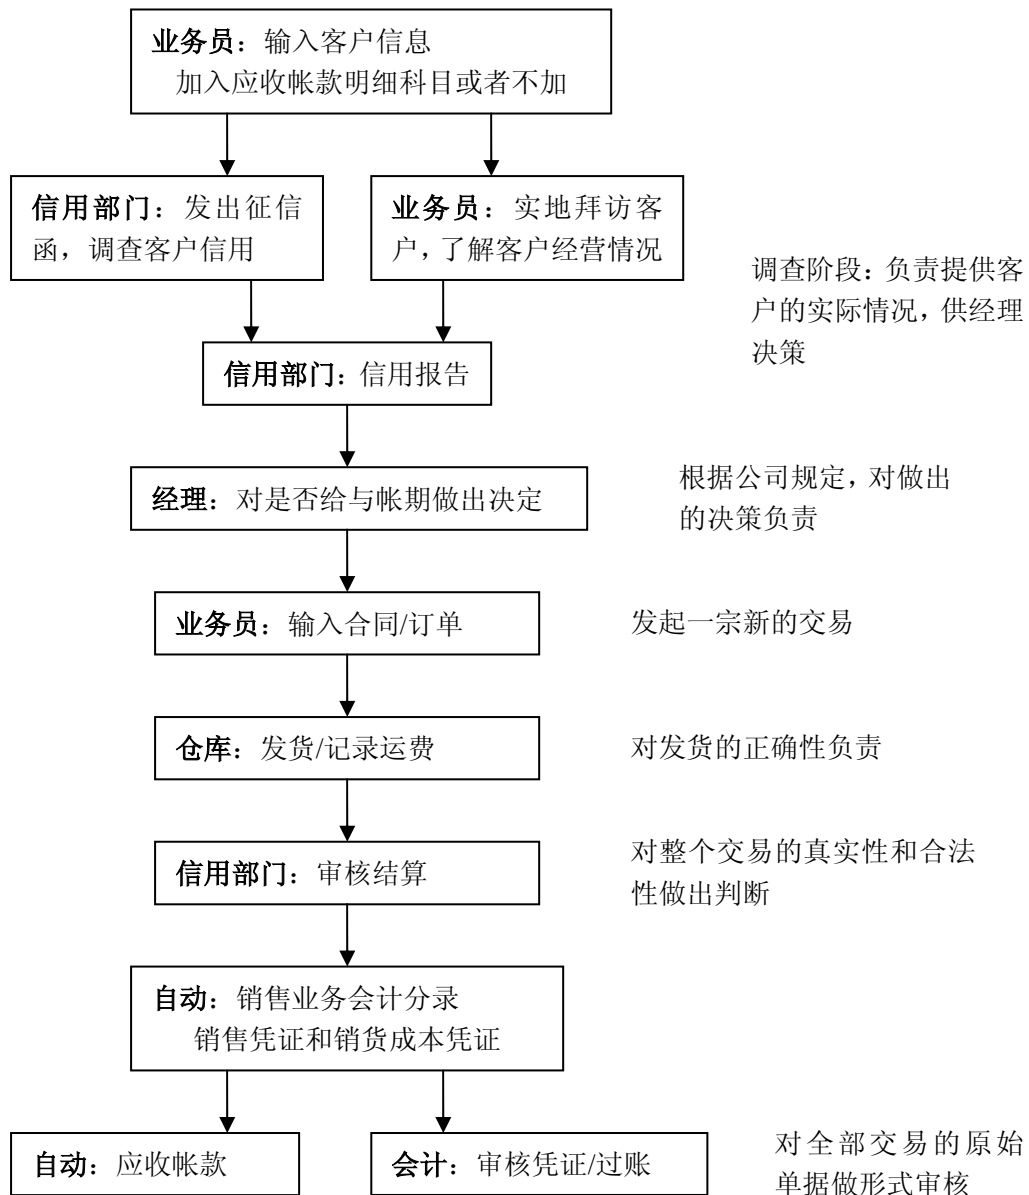 业务员：输入客户信息
加入应收帐款明细科目或者不加
信用部门：发出征信
函，调查客户信用
业务员：实地拜访客
户，了解客户经营情况
调查阶段：负责提供客
户的实际情况，供经理
决策
信用部门：信用报告
经理：对是否给与帐期做出决定
根据公司规定，对做出
的决策负责
业务员：输入合同/订单
发起一宗新的交易
仓库：发货/记录运费
对发货的正确性负责
信用部门：审核结算
对整个交易的真实性和合法
性做出判断
自动：销售业务会计分录
销售凭证和销货成本凭证
自动：应收帐款
会计：审核凭证/过账
对全部交易的原始
单据做形式审核